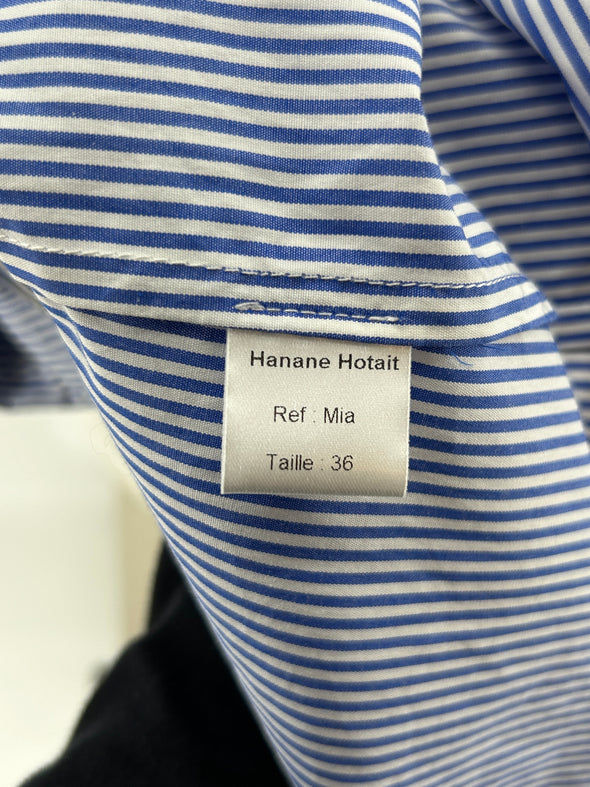 Hanane Hotait
Ref : Mia
Taille : 36